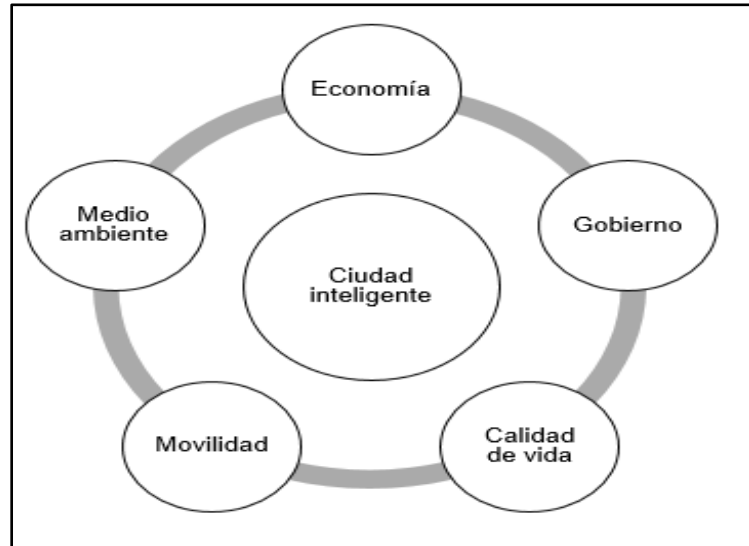 Economía
Medio
ambiente
Gobierno
Ciudad
inteligente
Movilidad
Calidad
de vida